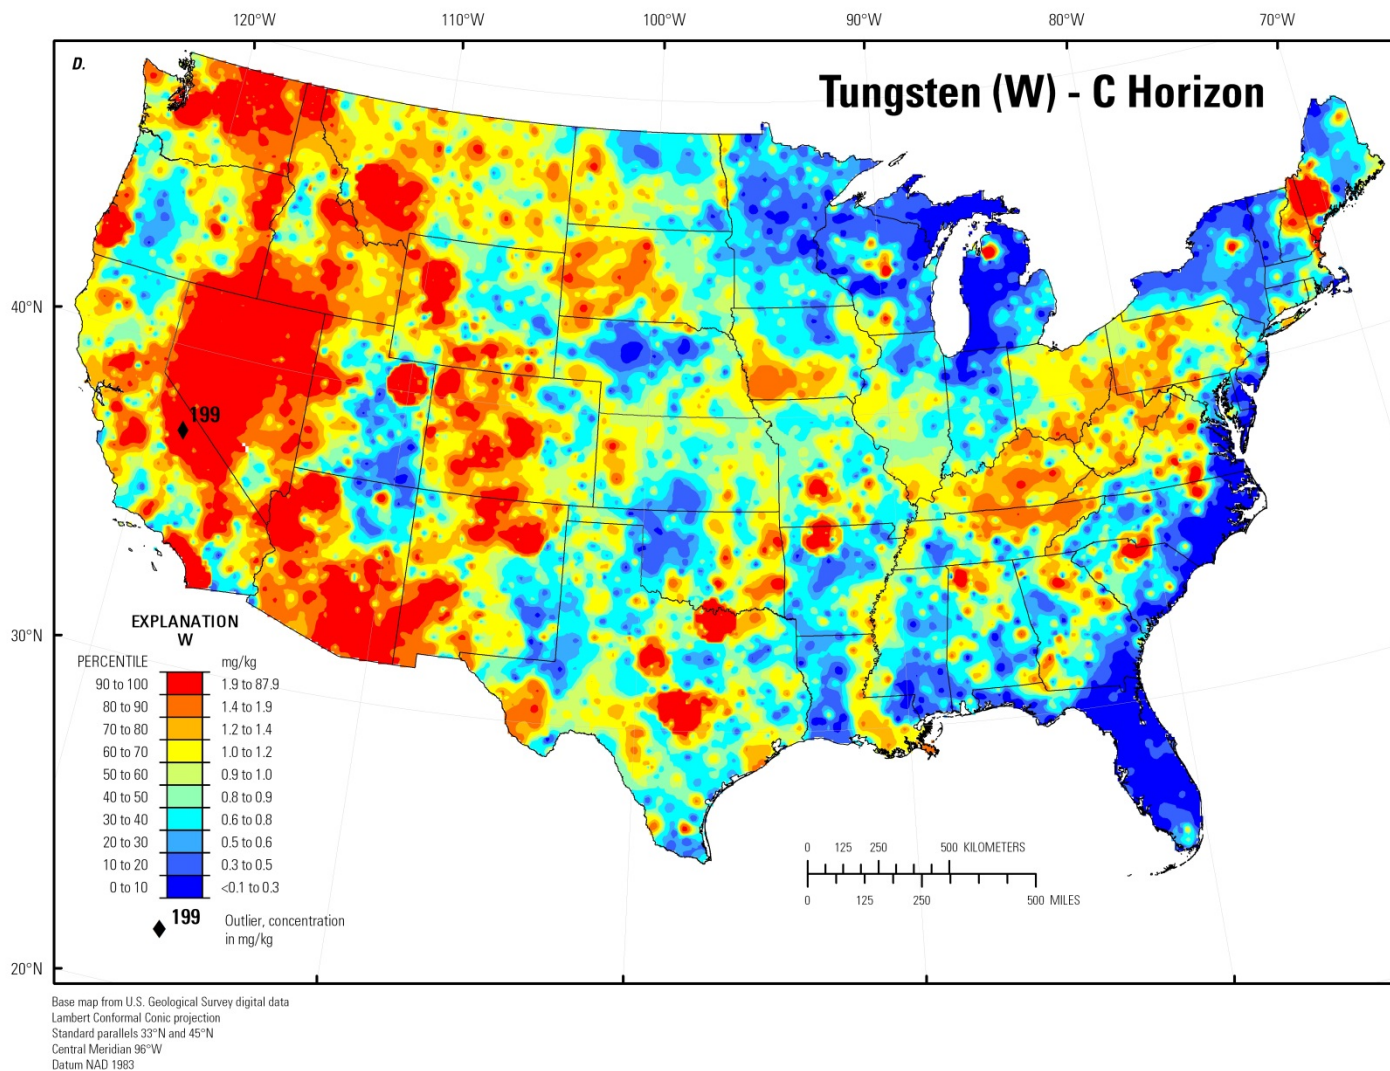 120°W 110°W 100°W 90°W 80°W 70°W
D.
Tungsten (W) - C Horizon
40°N
199
30°N
EXPLANATION
W
PERCENTILE mg/kg
90 to 100 1.9 to 87.9
80 to 90 1.4 to 1.9
70 to 80 1.2 to 1.4
60 to 70 1.0 to 1.2
50 to 60 0.9 to 1.0
40 to 50 0.8 to 0.9
30 to 40 0.6 to 0.8
20 to 30 0.5 to 0.6
10 to 20 0.3 to 0.5
0 to 10 <0.1 to 0.3
199 Outlier, concentration
in mg/kg
0 125 250 500 KILOMETERS
0 125 250 500 MILES
20°N
Base map from U.S. Geological Survey digital data
Lambert Conformal Conic projection
Standard parallels 33°N and 45°N
Central Meridian 96°W
Datum NAD 1983